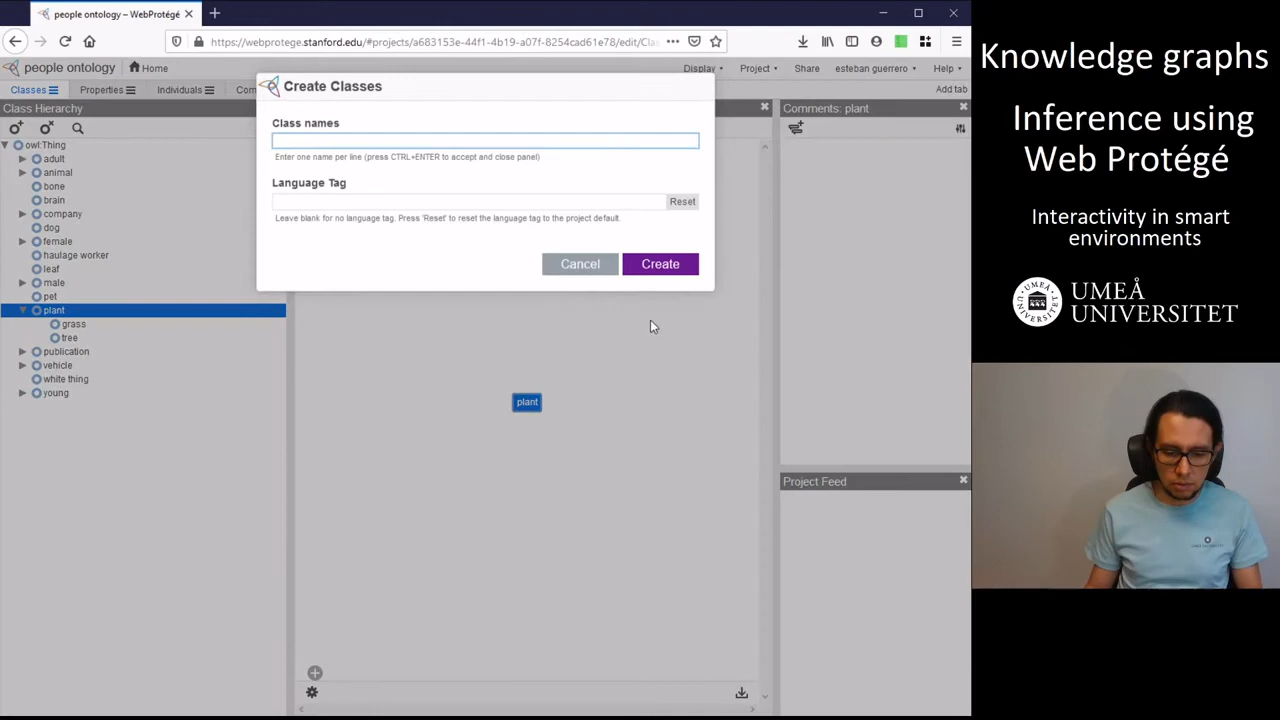 people ontology – WebProtégé
https://webprotege.stanford.edu/#projects/a683153e-44f1-4b19-a07f-8254cad61e78/edit/Cla
people ontology
Home
Display
Project
Share
esteban guerrero
Help
Classes
Properties
Individuals
Com
Add tab
Class Hierarchy
owl:Thing
adult
animal
bone
brain
company
dog
female
haulage worker
leaf
male
pet
plant
grass
tree
publication
vehicle
white thing
young
Create Classes
Class names
Enter one name per line (press CTRL+ENTER to accept and close panel)
Language Tag
Reset
Leave blank for no language tag. Press 'Reset' to reset the language tag to the project default.
Cancel
Create
plant
Comments: plant
Project Feed
Knowledge graphs
Inference using
Web Protégé
Interactivity in smart
environments
UMEÅ
UNIVERSITET